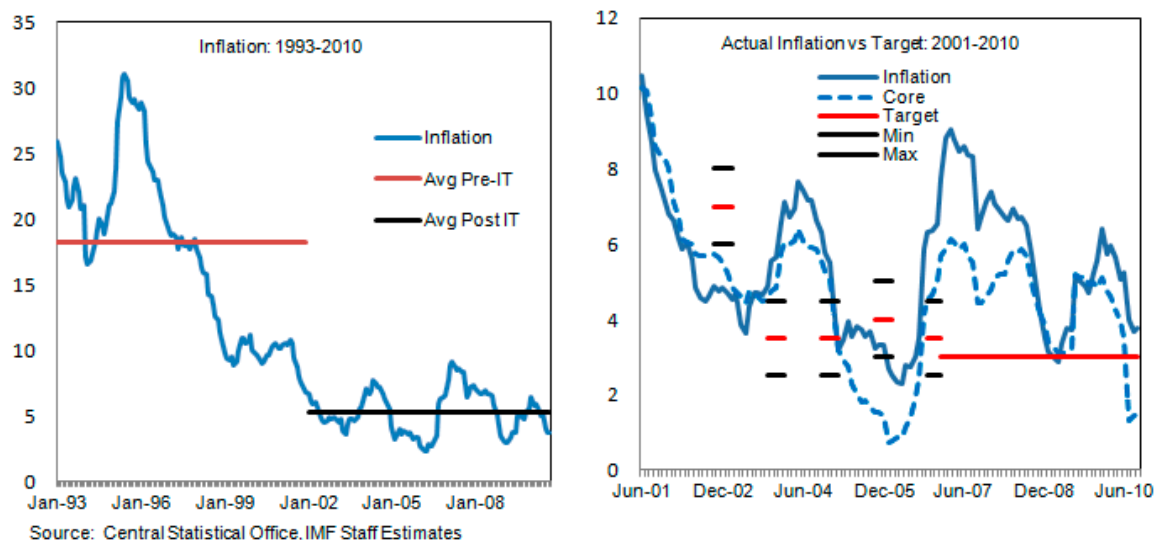 Inflation: 1993-2010
35
30
25
20
15
10
5
0
Inflation
Avg Pre-IT
Avg Post IT
Jan-93 Jan-96 Jan-99 Jan-02 Jan-05 Jan-08
Actual Inflation vs Target: 2001-2010
12
10
8
6
4
2
0
Inflation
Core
Target
Min
Max
Jun-01 Dec-02 Jun-04 Dec-05 Jun-07 Dec-08 Jun-10
Source: Central Statistical Office, IMF Staff Estimates